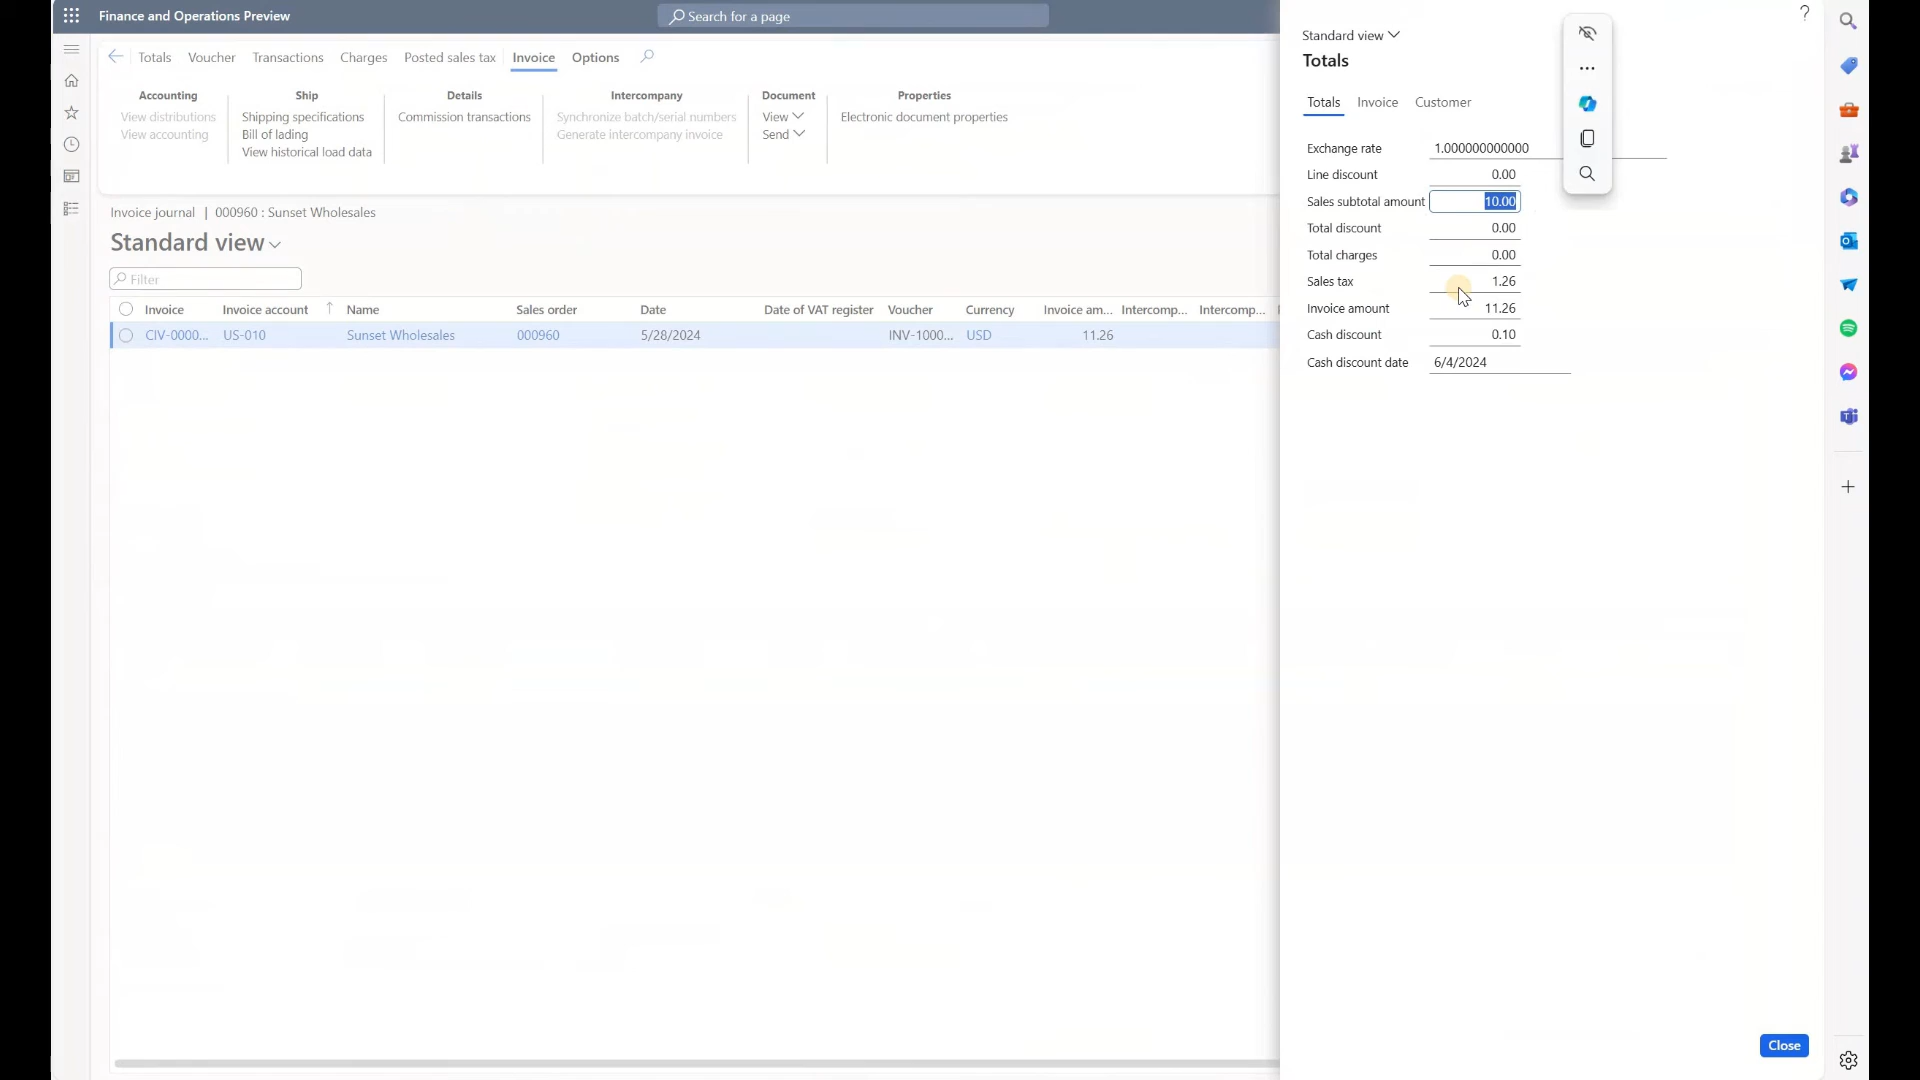 Finance and Operations Preview
Search for a page
Totals Voucher Transactions Charges Posted sales tax Invoice Options
Accounting Ship Details Intercompany Document Properties
View distributions Shipping specifications Commission transactions Synchronize batch/serial numbers View Electronic document properties
View accounting Bill of lading Generate intercompany invoice Send
View historical load data
Invoice journal | 000960 : Sunset Wholesales
Standard view
Filter
Invoice Invoice account Name Sales order Date Date of VAT register Voucher Currency Invoice am... Intercomp... Intercomp...
CIV-0000... US-010 Sunset Wholesales 000960 5/28/2024 INV-1000... USD 11.26
Standard view
?
Totals
Totals Invoice Customer
Exchange rate 1.000000000000
Line discount 0.00
Sales subtotal amount 10.00
Total discount 0.00
Total charges 0.00
Sales tax 1.26
Invoice amount 11.26
Cash discount 0.10
Cash discount date 6/4/2024
Close